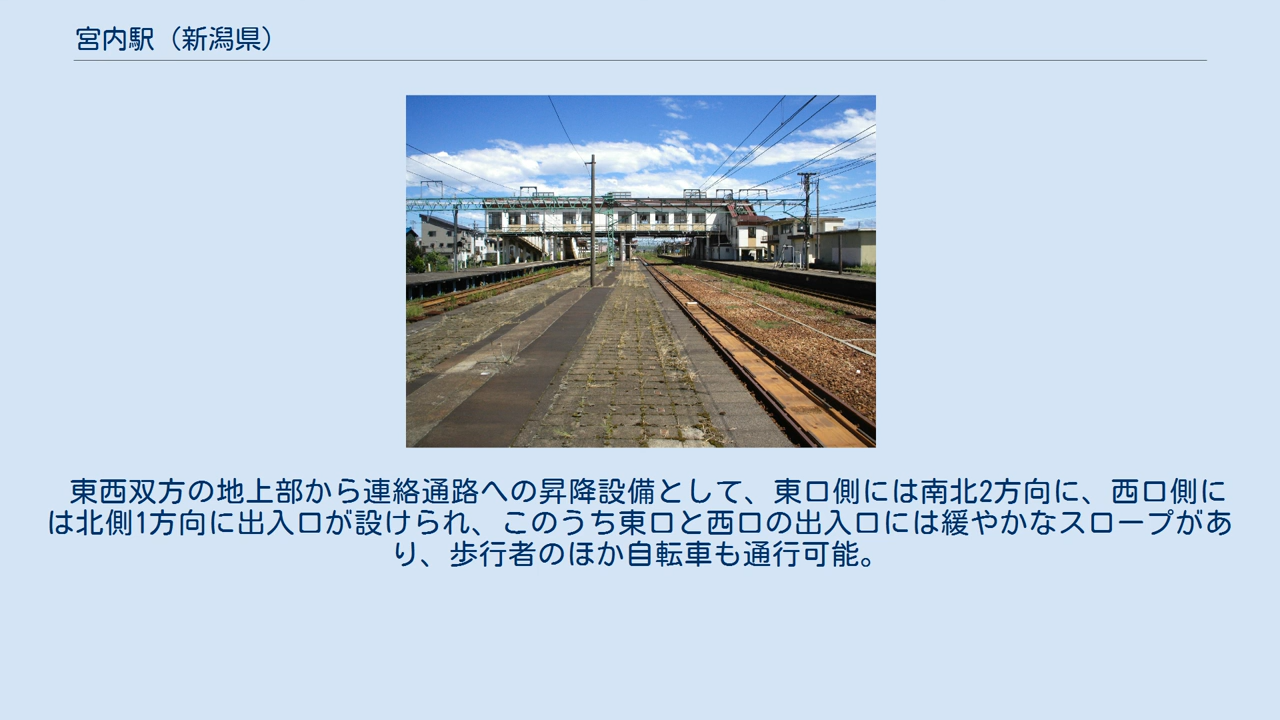 宮内駅（新潟県）
東西双方の地上部から連絡通路への昇降設備として、東口側には南北2方向に、西口側に
は北側1方向に出入口が設けられ、このうち東口と西口の出入口には緩やかなスロープがあ
り、歩行者のほか自転車も通行可能。